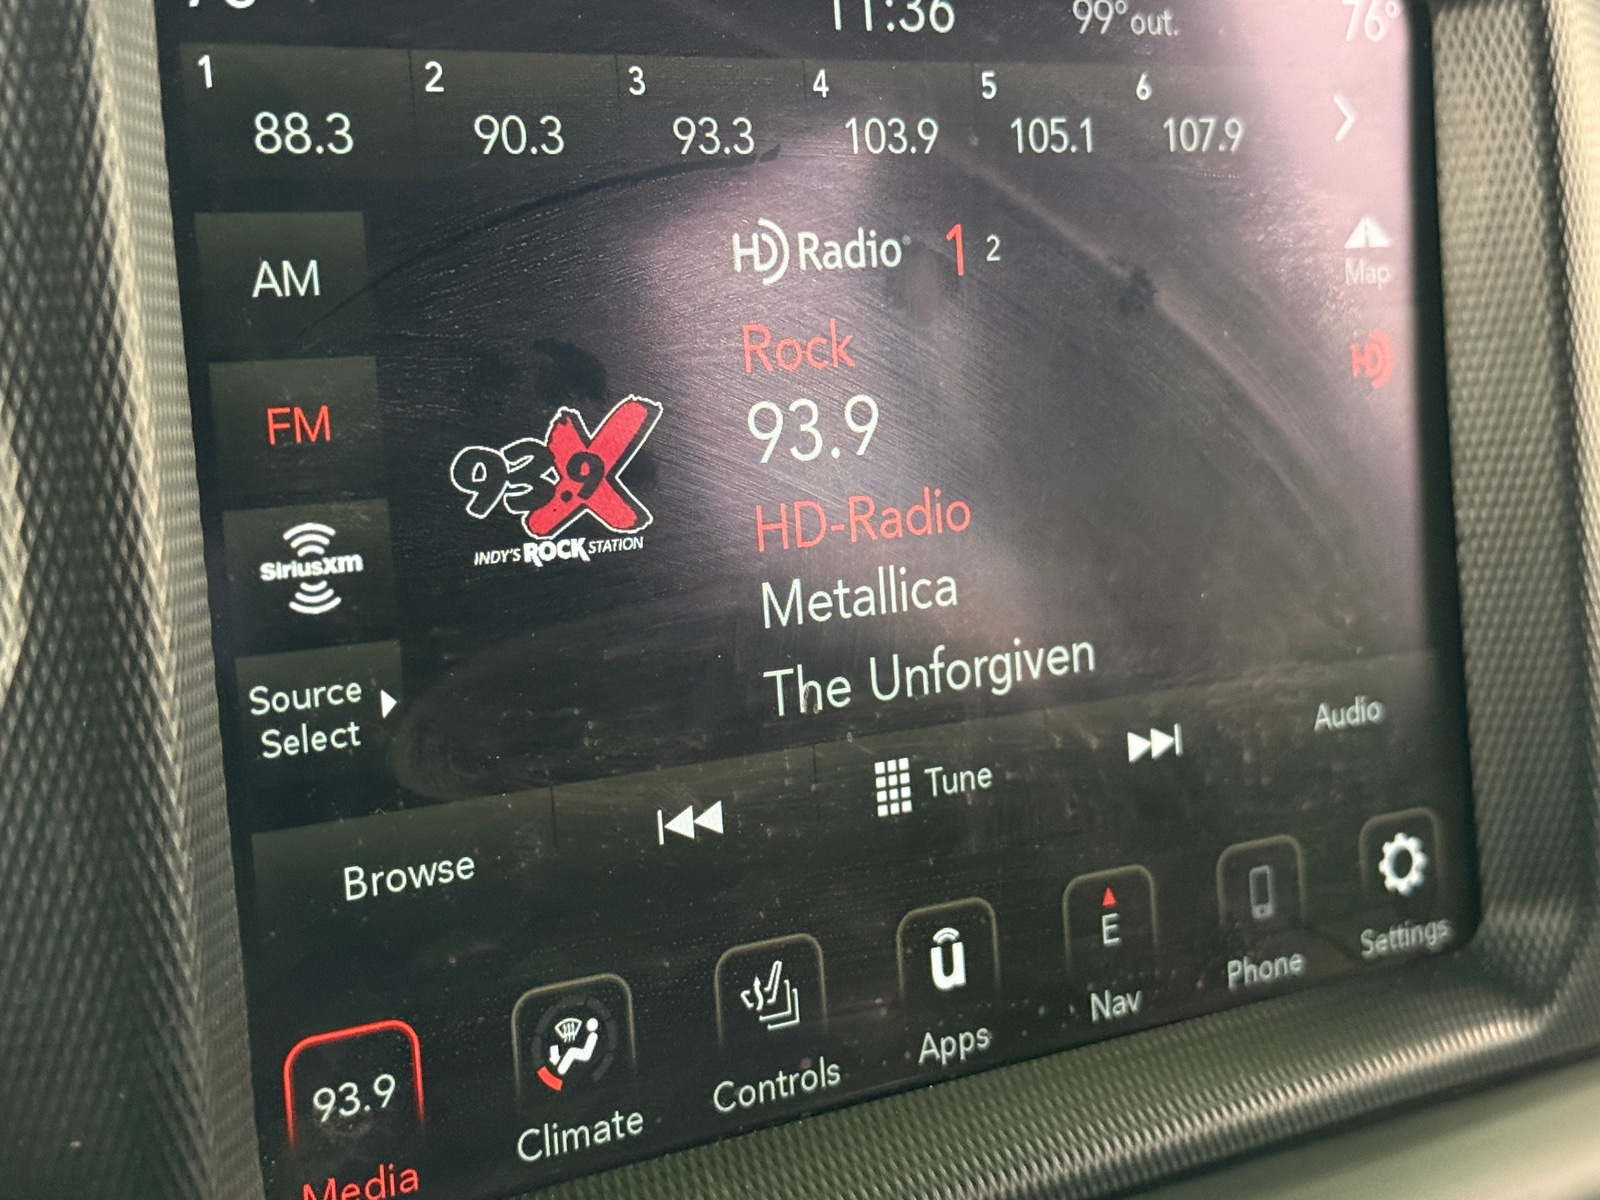 11:36 99° out. 76°
1 2 3 4 5 6
88.3 90.3 93.3 103.9 105.1 107.9
AM
FM
SiriusXm
Source
Select
HD Radio 1 2
Rock
93.9
HD-Radio
Metallica
The Unforgiven
93.9X
INDY'S ROCK STATION
Map
HD
Browse
Tune
Audio
93.9
Media
Climate
Controls
u
Apps
E
Nav
Phone
Settings